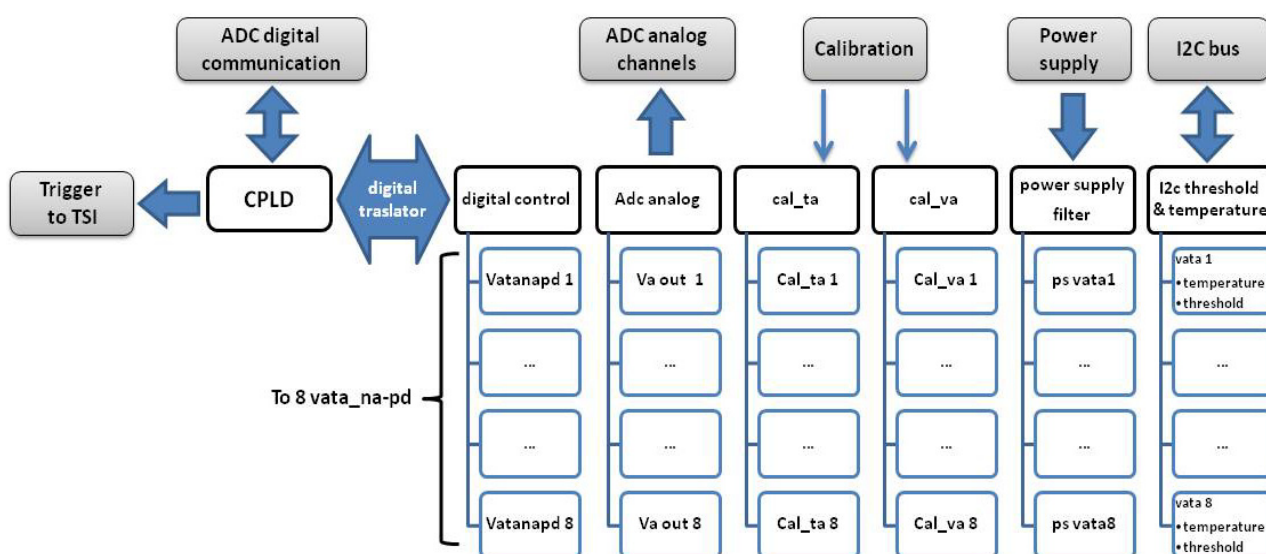 ADC digital
communication
ADC analog
channels
Calibration
Power
supply
I2C bus
Trigger
to TSI
CPLD
digital
traslator
digital control
Adc analog
cal_ta
cal_va
power supply
filter
I2c threshold
& temperature
Vatanapd 1
Va out 1
Cal_ta 1
Cal_va 1
ps vata1
vata 1
•temperature
•threshold
...
...
...
...
...
...
To 8 vata_na-pd
...
...
...
...
...
...
Vatanapd 8
Va out 8
Cal_ta 8
Cal_va 8
ps vata8
vata 8
•temperature
•threshold